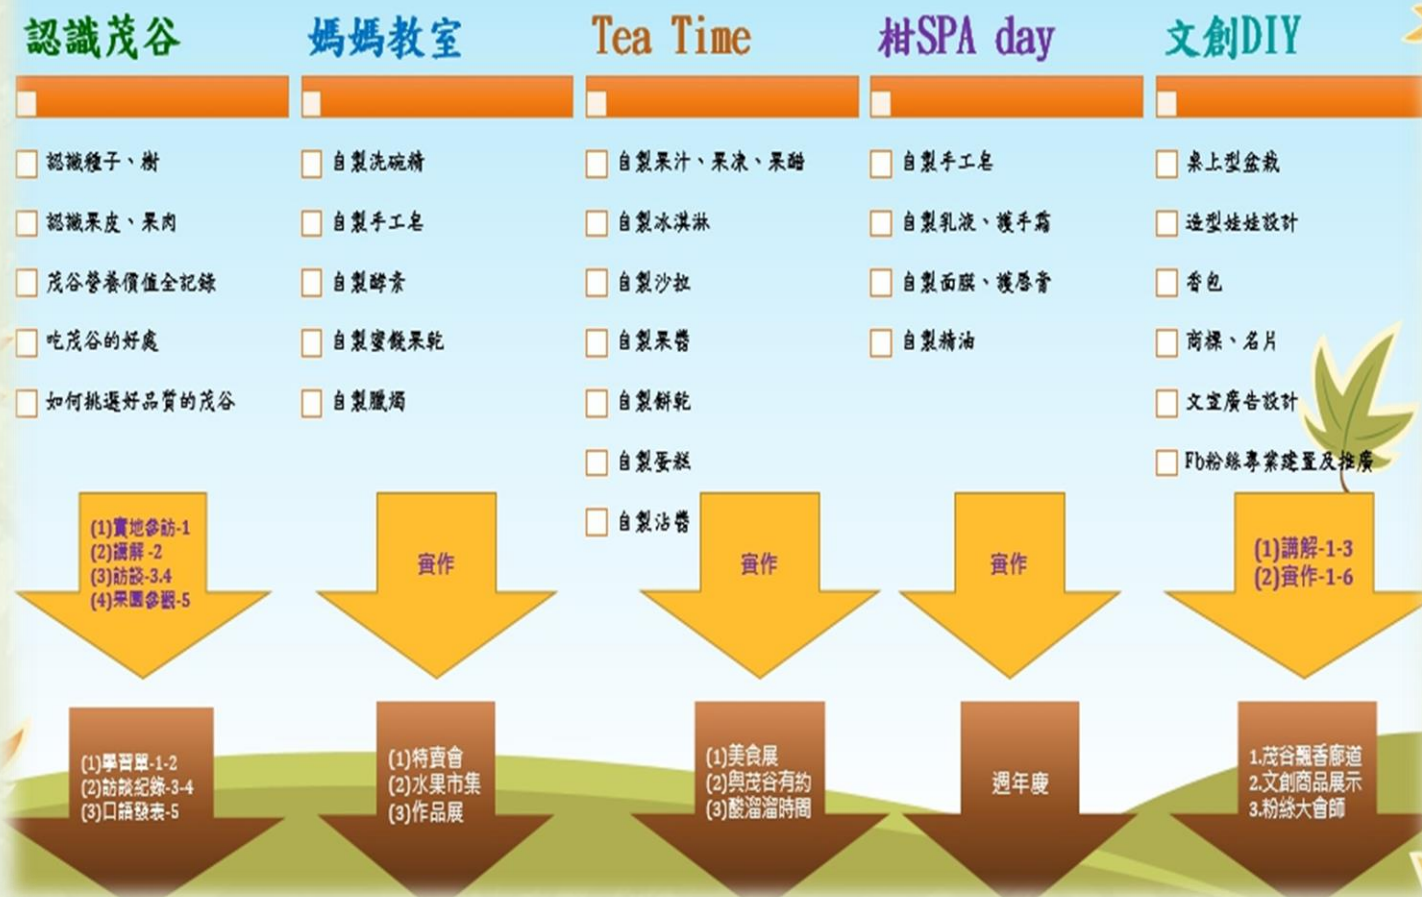 認識茂谷
認識種子、樹
認識果皮、果肉
茂谷營養價值全記錄
吃茂谷的好處
如何挑選好品質的茂谷
(1)實地參訪-1
(2)講解 -2
(3)訪談-3.4
(4)果園參觀-5
(1)學習單-1-2
(2)訪談紀錄-3-4
(3)口語發表-5
媽媽教室
自製洗碗精
自製手工皂
自製酵素
自製蜜餞果乾
自製臘燭
實作
(1)特賣會
(2)水果市集
(3)作品展
Tea Time
自製果汁、果凍、果醋
自製冰淇淋
自製沙拉
自製果醬
自製餅乾
自製蛋糕
自製沾醬
實作
(1)美食展
(2)與茂谷有約
(3)酸溜溜時間
柑SPA day
自製手工皂
自製乳液、護手霜
自製面膜、護唇膏
自製精油
實作
週年慶
文創DIY
桌上型盆栽
造型娃娃設計
香包
商標、名片
文宣廣告設計
Fb粉絲專業建置及推廣
(1)講解-1-3
(2)實作-1-6
1.茂谷飄香廊道
2.文創商品展示
3.粉絲大會師